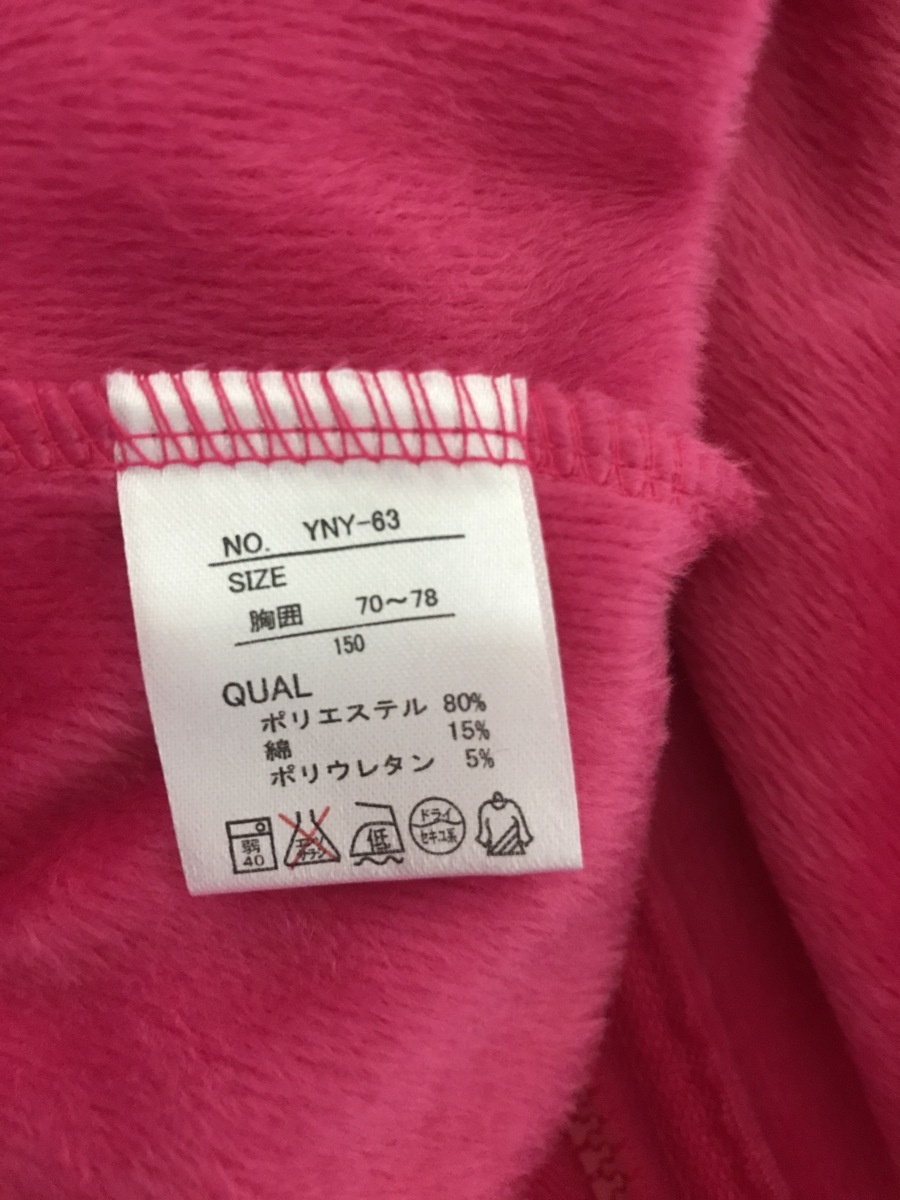 NO. YNY-63
SIZE
胸囲 70～78
150
QUAL
ポリエステル 80%
綿 15%
ポリウレタン 5%
弱 40
エンソサラシ
低
ドライ
セキユ系